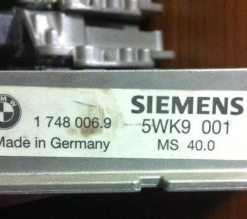 SIEMENS
1 748 006.9 5WK9 001
Made in Germany MS 40.0